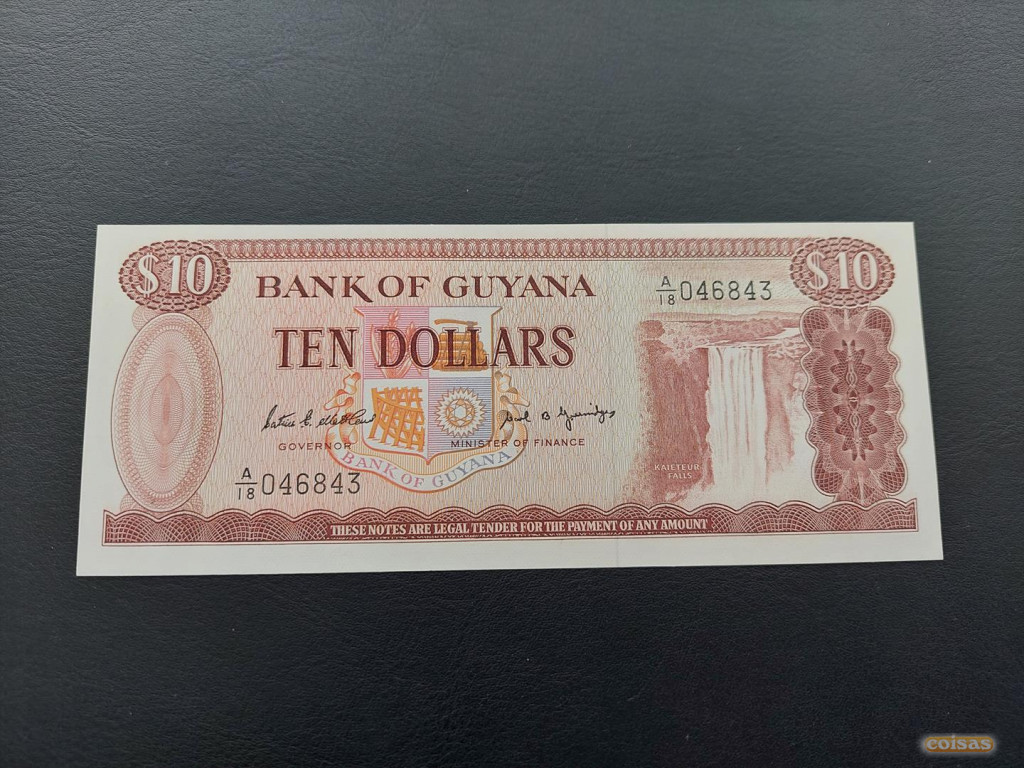 $10
BANK OF GUYANA
A/18 046843
$10
TEN DOLLARS
GOVERNOR
MINISTER OF FINANCE
BANK OF GUYANA
KAIETEUR
FALLS
A/18 046843
THESE NOTES ARE LEGAL TENDER FOR THE PAYMENT OF ANY AMOUNT
coisas